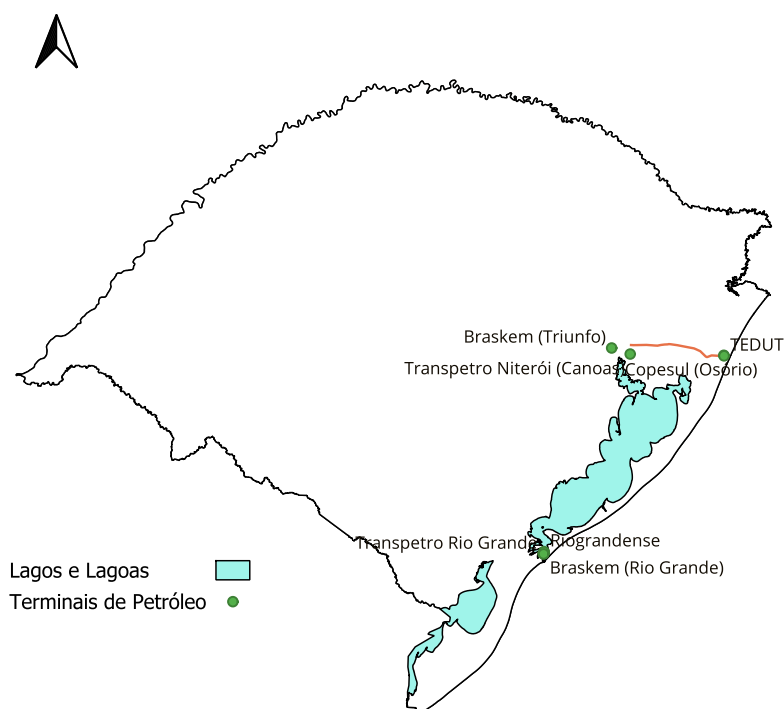 Braskem (Triunfo)
TEDUT
Transpetro Niterói (Canoas)
Copesul (Osório)
Transpetro Rio Grande
Riograndense
Braskem (Rio Grande)
Lagos e Lagoas
Terminais de Petróleo